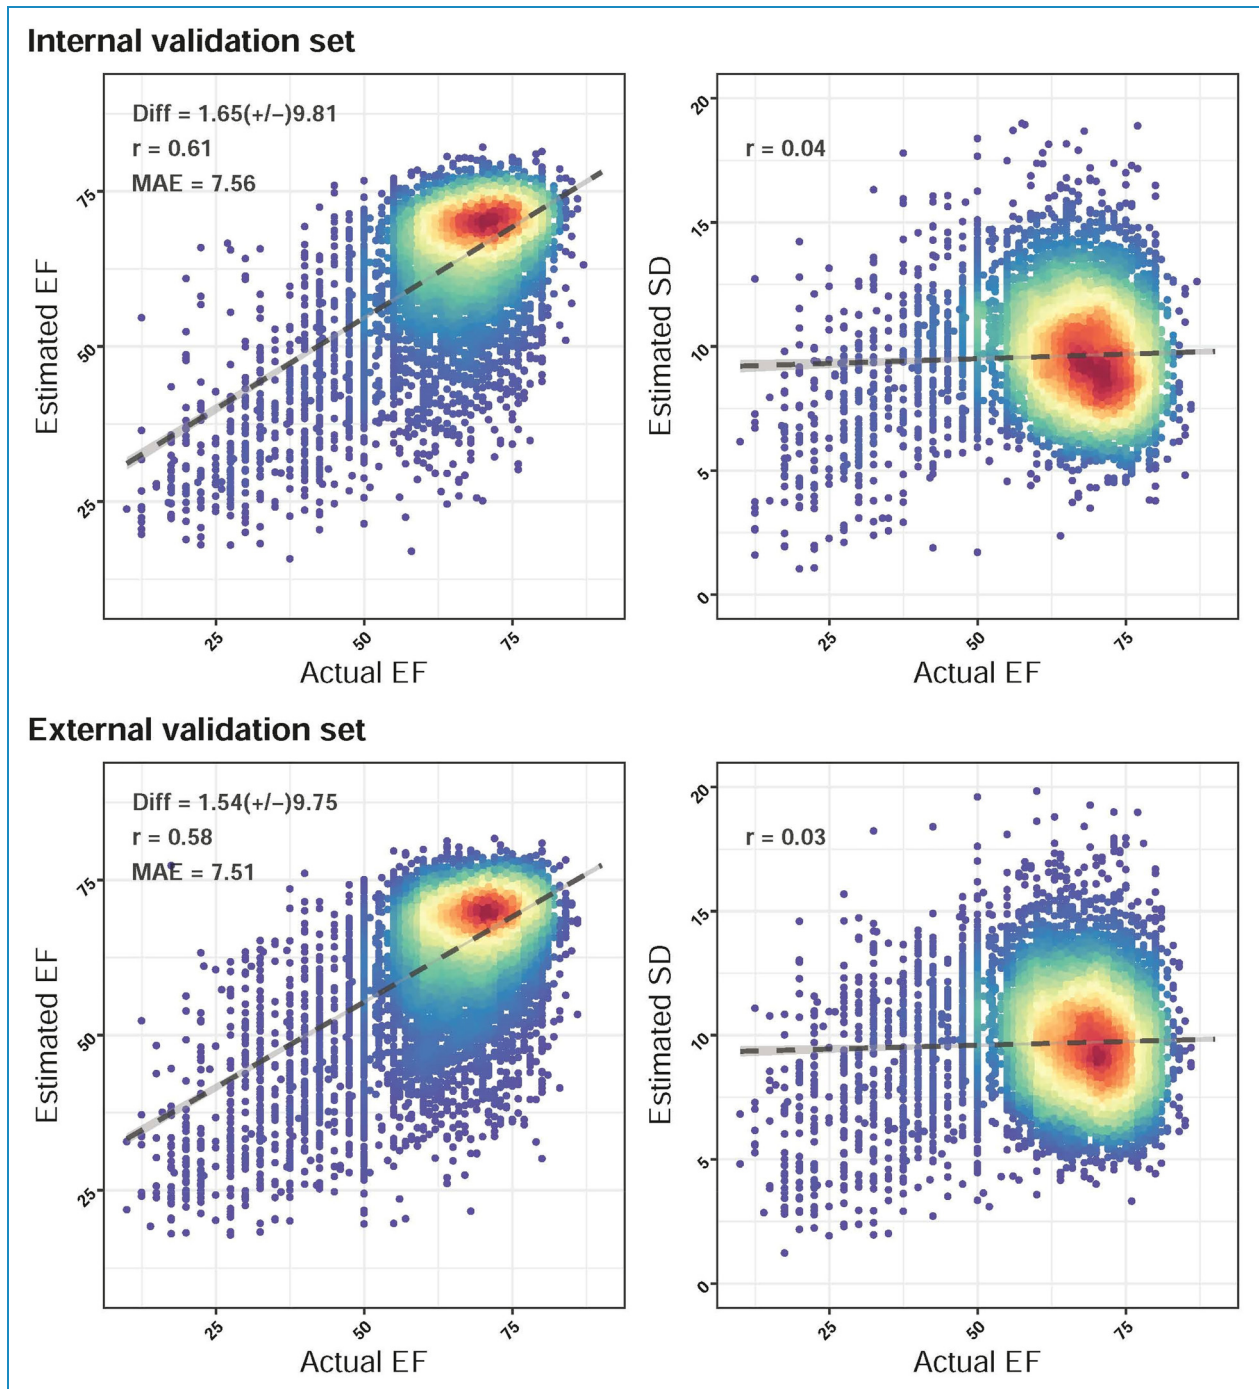 Internal validation set
Diff = 1.65(+/−)9.81
r = 0.61
MAE = 7.56
75
50
25
Estimated EF
25
50
75
Actual EF
r = 0.04
20
15
10
5
0
Estimated SD
25
50
75
Actual EF
External validation set
Diff = 1.54(+/−)9.75
r = 0.58
MAE = 7.51
75
50
25
Estimated EF
25
50
75
Actual EF
r = 0.03
20
15
10
5
0
Estimated SD
25
50
75
Actual EF